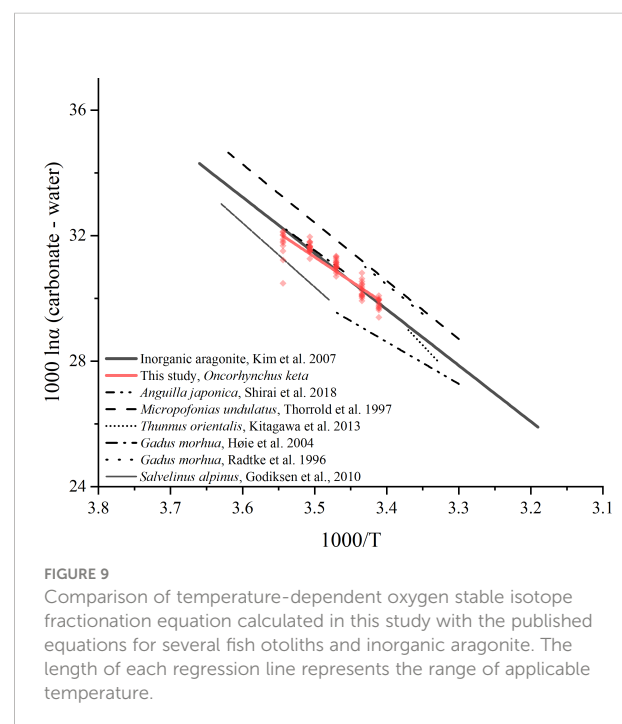 36
32
28
24
1000 lnα (carbonate - water)
Inorganic aragonite, Kim et al. 2007
This study, Oncorhynchus keta
Anguilla japonica, Shirai et al. 2018
Micropofonias undulatus, Thorrold et al. 1997
Thunnus orientalis, Kitagawa et al. 2013
Gadus morhua, Høie et al. 2004
Gadus morhua, Radtke et al. 1996
Salvelinus alpinus, Godiksen et al., 2010
3.8 3.7 3.6 3.5 3.4 3.3 3.2 3.1
1000/T
FIGURE 9
Comparison of temperature-dependent oxygen stable isotope
fractionation equation calculated in this study with the published
equations for several fish otoliths and inorganic aragonite. The
length of each regression line represents the range of applicable
temperature.